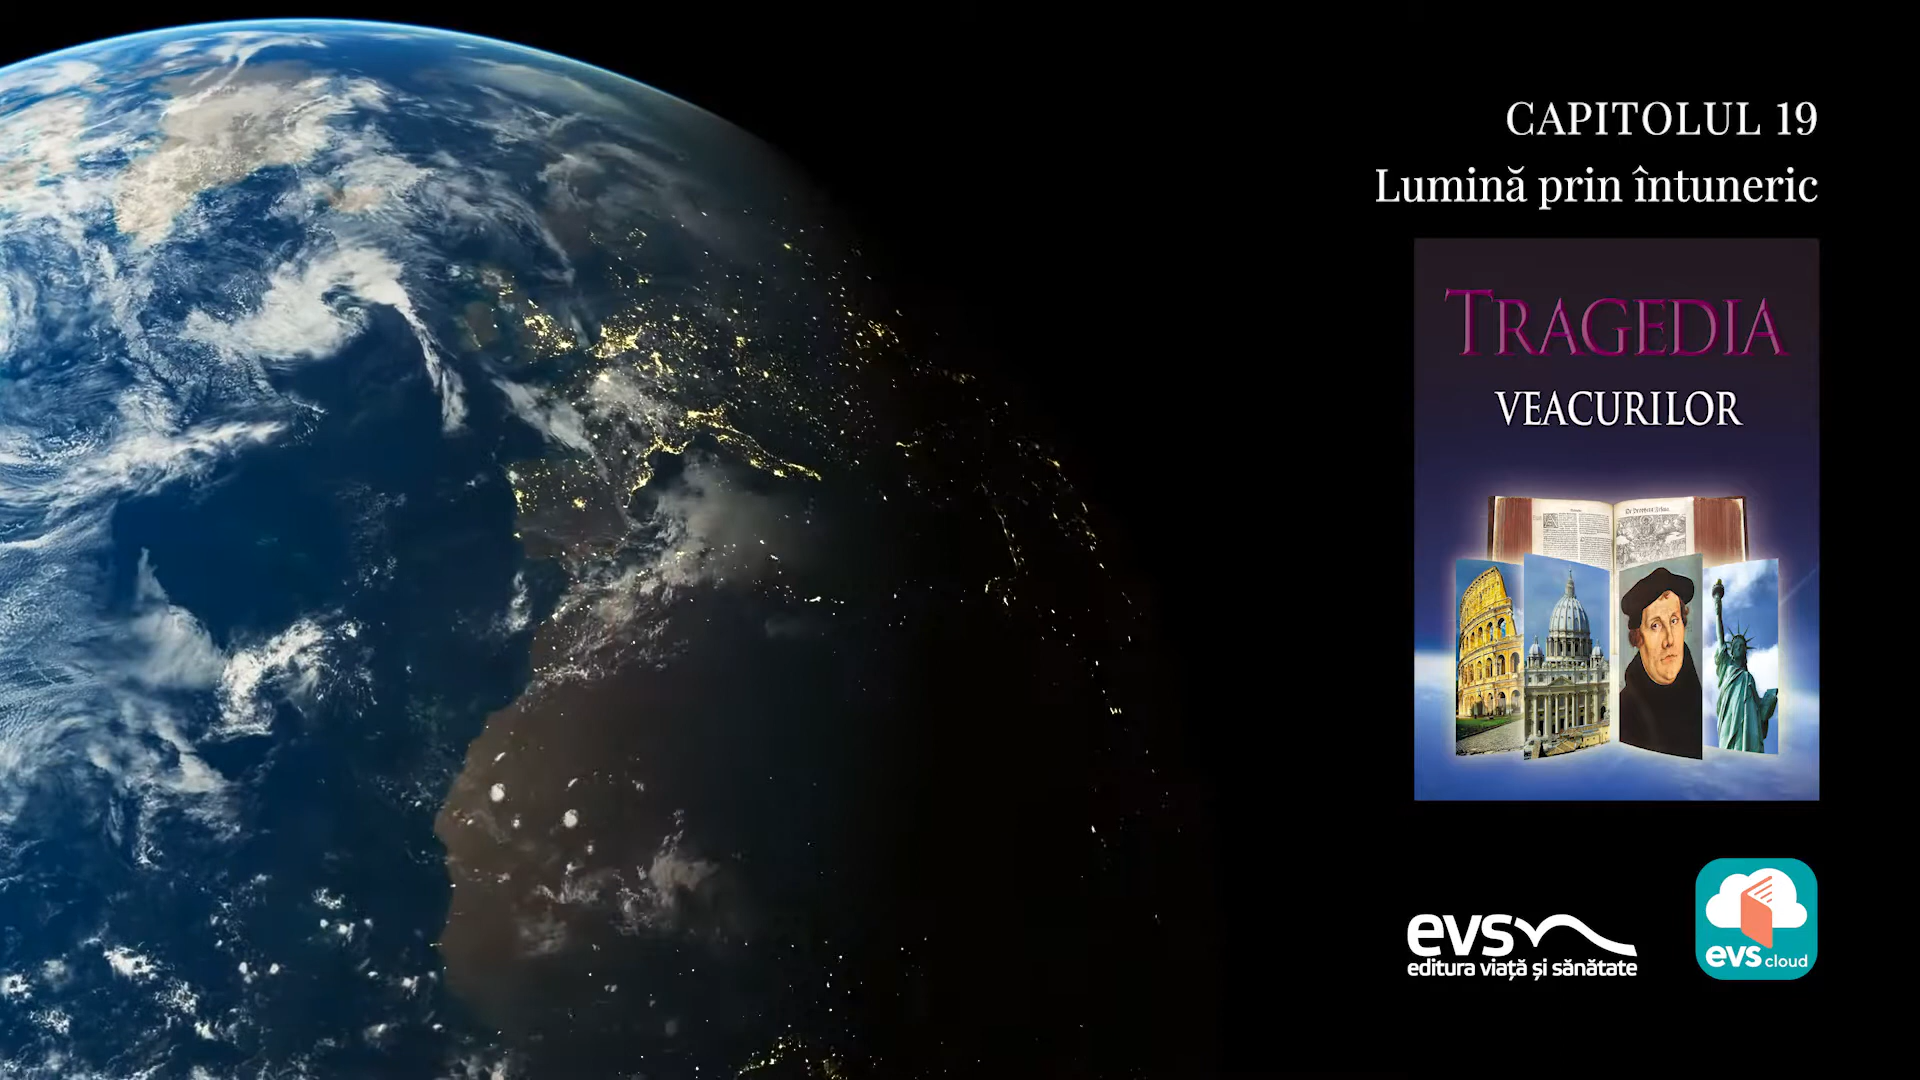 CAPITOLUL 19
Lumină prin întuneric
TRAGEDIA
VEACURILOR
evs
editura viață și sănătate
evs cloud